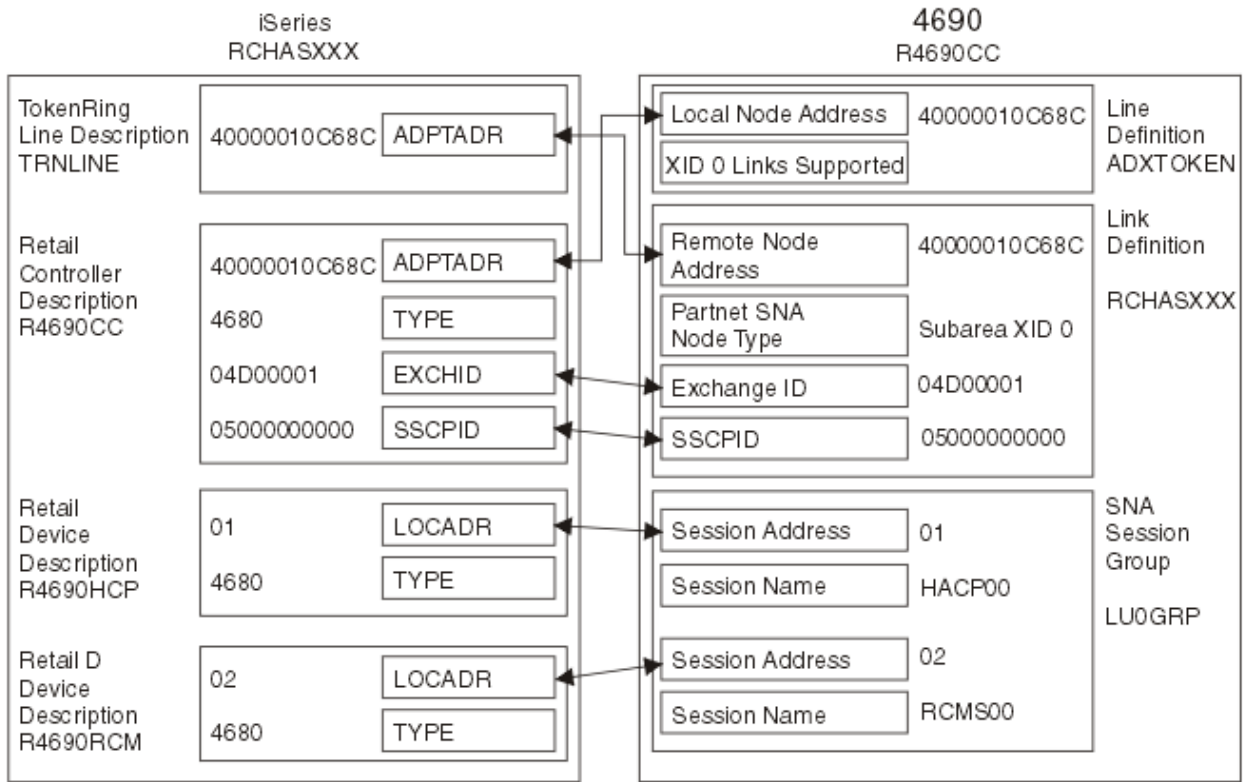 iSeries
RCHASXXX
TokenRing
Line Description
TRNLINE
40000010C68C
ADPTADR
Retail
Controller
Description
R4690CC
40000010C68C
ADPTADR
4680
TYPE
04D00001
EXCHID
05000000000
SSCPID
Retail
Device
Description
R4690HCP
01
LOCADR
4680
TYPE
Retail D
Device
Description
R4690RCM
02
LOCADR
4680
TYPE
4690
R4690CC
Local Node Address
40000010C68C
XID 0 Links Supported
Line
Definition
ADXTOKEN
Remote Node
Address
40000010C68C
Partnet SNA
Node Type
Subarea XID 0
Exchange ID
04D00001
SSCPID
05000000000
Link
Definition
RCHASXXX
Session Address
01
Session Name
HACP00
Session Address
02
Session Name
RCMS00
SNA
Session
Group
LU0GRP